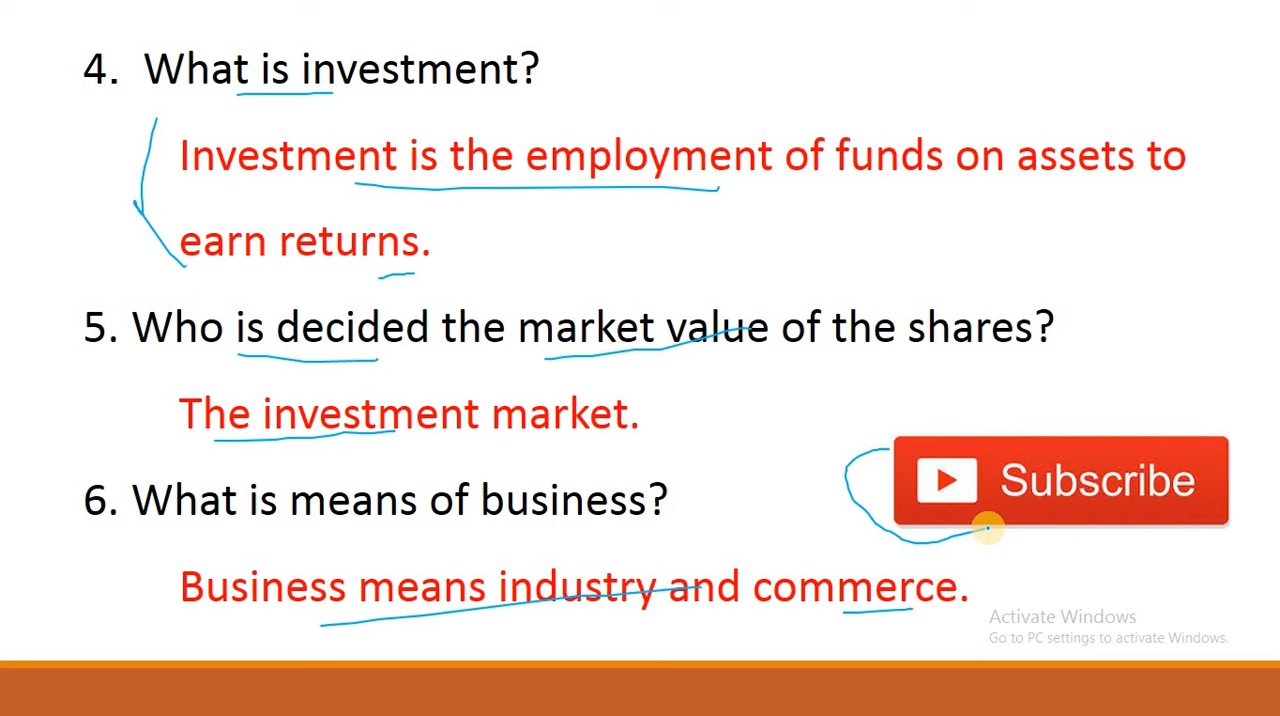 4. What is investment?
Investment is the employment of funds on assets to
earn returns.
5. Who is decided the market value of the shares?
The investment market.
6. What is means of business?
Subscribe
Business means industry and commerce.
Activate Windows
Go to PC settings to activate Windows.